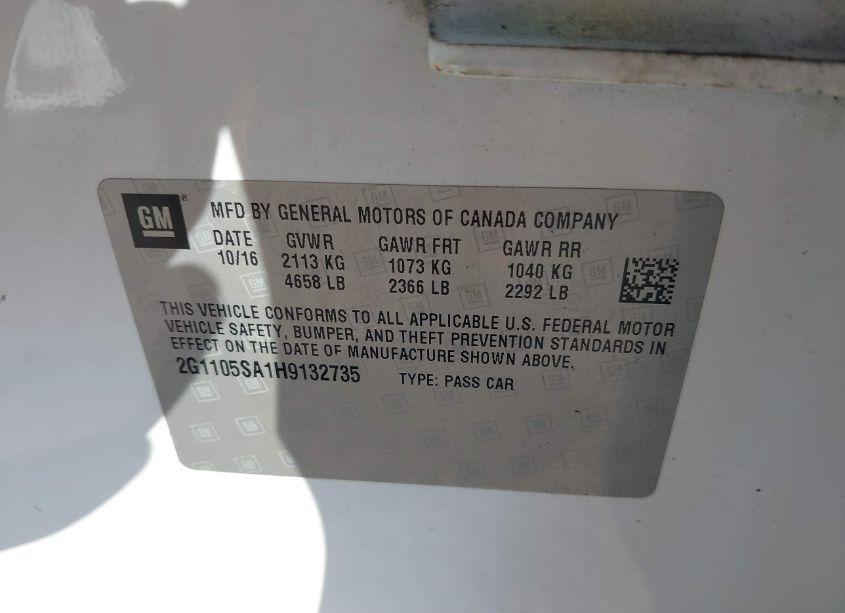 GM
MFD BY GENERAL MOTORS OF CANADA COMPANY
DATE GVWR GAWR FRT GAWR RR
10/16 2113 KG 1073 KG 1040 KG
4658 LB 2366 LB 2292 LB
THIS VEHICLE CONFORMS TO ALL APPLICABLE U.S. FEDERAL MOTOR
VEHICLE SAFETY, BUMPER, AND THEFT PREVENTION STANDARDS IN
EFFECT ON THE DATE OF MANUFACTURE SHOWN ABOVE.
2G1105SA1H9132735 TYPE: PASS CAR